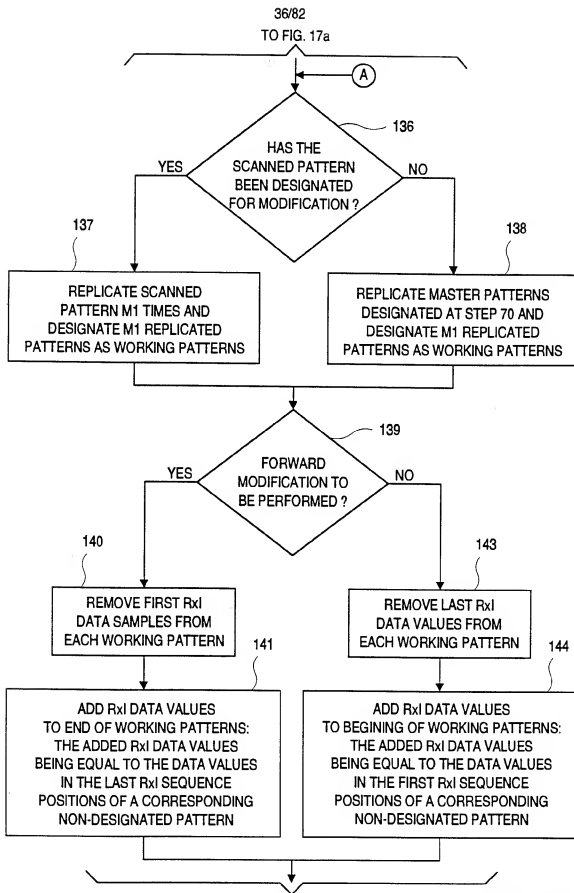 36/82
TO FIG. 17a
A
136
HAS THE
SCANNED PATTERN
BEEN DESIGNATED
FOR MODIFICATION ?
YES
NO
137
138
REPLICATE SCANNED
PATTERN M1 TIMES AND
DESIGNATE M1 REPLICATED
PATTERNS AS WORKING PATTERNS
REPLICATE MASTER PATTERNS
DESIGNATED AT STEP 70 AND
DESIGNATE M1 REPLICATED
PATTERNS AS WORKING PATTERNS
139
FORWARD
MODIFICATION TO
BE PERFORMED ?
YES
NO
140
143
REMOVE FIRST RxI
DATA SAMPLES FROM
EACH WORKING PATTERN
REMOVE LAST RxI
DATA VALUES FROM
EACH WORKING PATTERN
141
144
ADD RxI DATA VALUES
TO END OF WORKING PATTERNS:
THE ADDED RxI DATA VALUES
BEING EQUAL TO THE DATA VALUES
IN THE LAST RxI SEQUENCE
POSITIONS OF A CORRESPONDING
NON-DESIGNATED PATTERN
ADD RxI DATA VALUES
TO BEGINING OF WORKING PATTERNS:
THE ADDED RxI DATA VALUES
BEING EQUAL TO THE DATA VALUES
IN THE FIRST RxI SEQUENCE
POSITIONS OF A CORRESPONDING
NON-DESIGNATED PATTERN